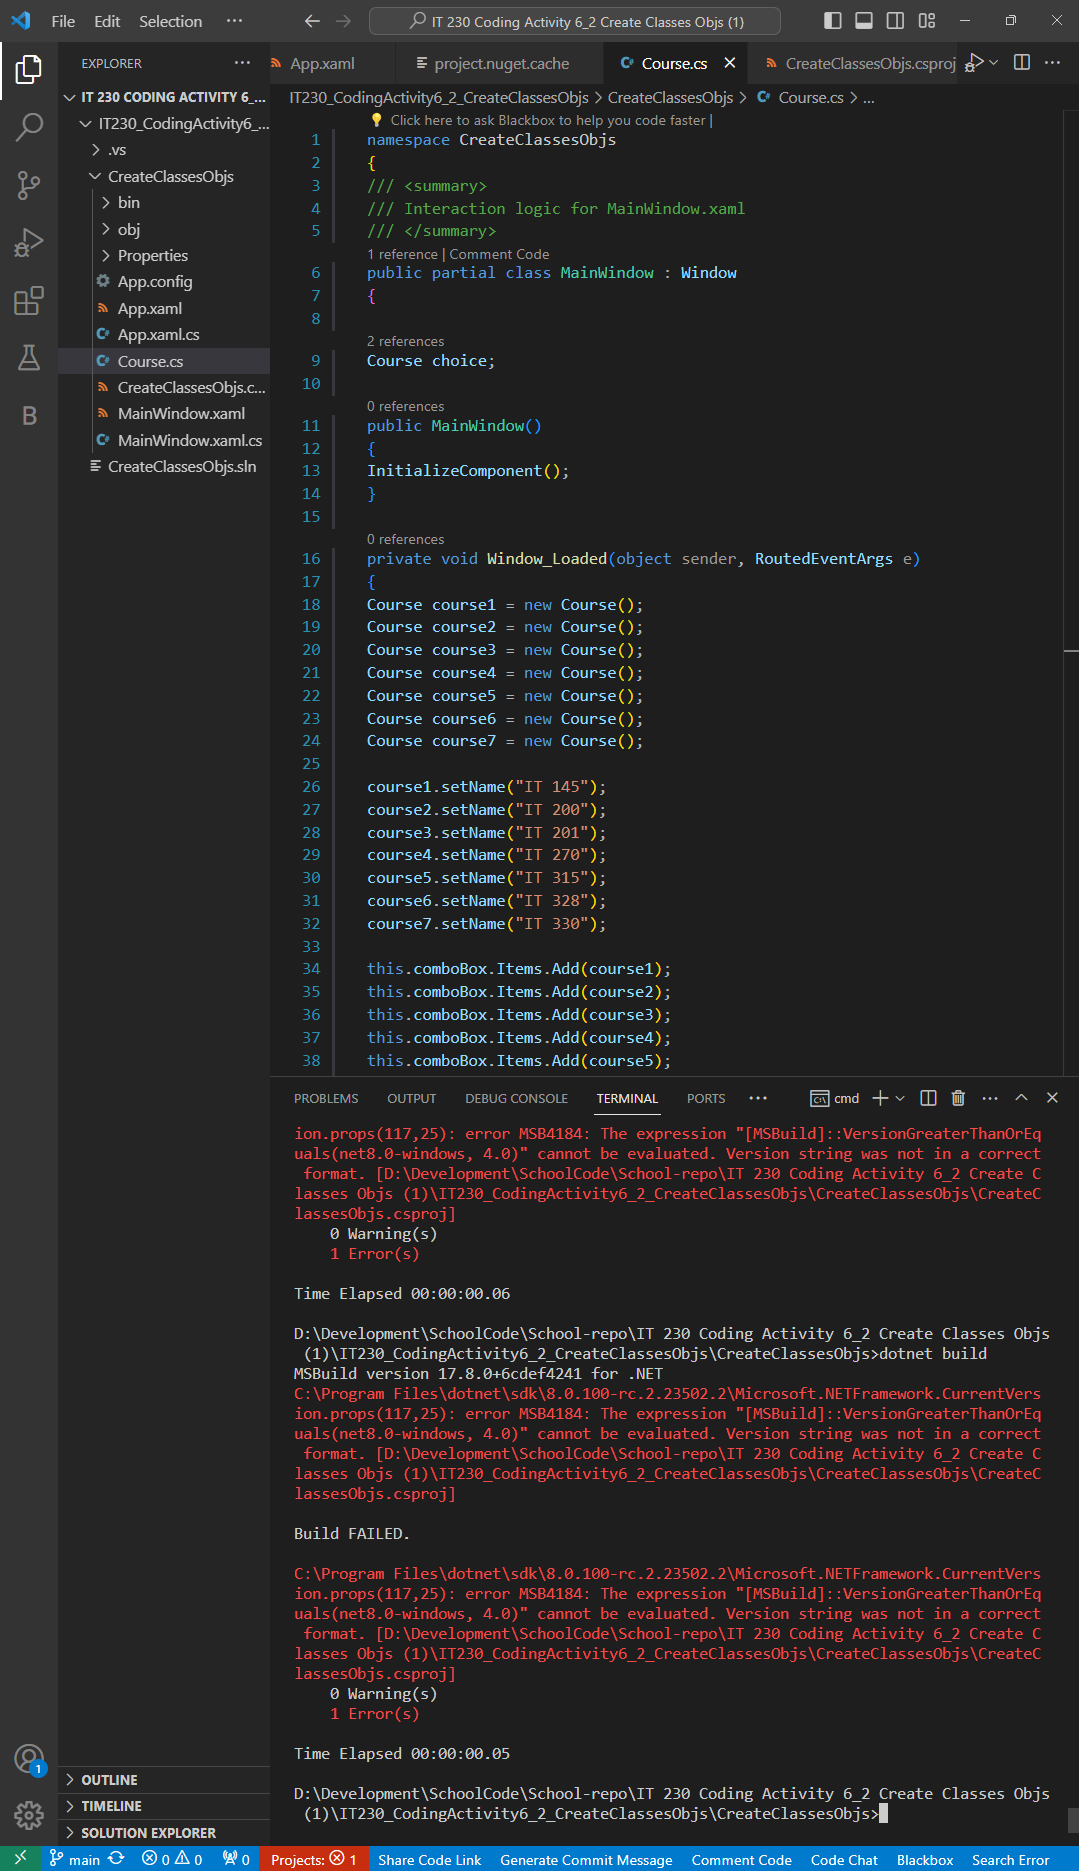 File Edit Selection ··· IT 230 Coding Activity 6_2 Create Classes Objs (1)
EXPLORER ···
IT 230 CODING ACTIVITY 6_...
IT230_CodingActivity6_...
.vs
CreateClassesObjs
bin
obj
Properties
App.config
App.xaml
App.xaml.cs
Course.cs
CreateClassesObjs.c...
MainWindow.xaml
MainWindow.xaml.cs
CreateClassesObjs.sln
B
1
OUTLINE
TIMELINE
SOLUTION EXPLORER
App.xaml project.nuget.cache Course.cs CreateClassesObjs.csproj ···
IT230_CodingActivity6_2_CreateClassesObjs > CreateClassesObjs > Course.cs > ...
Click here to ask Blackbox to help you code faster |
1 namespace CreateClassesObjs
2 {
3 /// <summary>
4 /// Interaction logic for MainWindow.xaml
5 /// </summary>
1 reference | Comment Code
6 public partial class MainWindow : Window
7 {
8
2 references
9 Course choice;
10
0 references
11 public MainWindow()
12 {
13 InitializeComponent();
14 }
15
0 references
16 private void Window_Loaded(object sender, RoutedEventArgs e)
17 {
18 Course course1 = new Course();
19 Course course2 = new Course();
20 Course course3 = new Course();
21 Course course4 = new Course();
22 Course course5 = new Course();
23 Course course6 = new Course();
24 Course course7 = new Course();
25
26 course1.setName("IT 145");
27 course2.setName("IT 200");
28 course3.setName("IT 201");
29 course4.setName("IT 270");
30 course5.setName("IT 315");
31 course6.setName("IT 328");
32 course7.setName("IT 330");
33
34 this.comboBox.Items.Add(course1);
35 this.comboBox.Items.Add(course2);
36 this.comboBox.Items.Add(course3);
37 this.comboBox.Items.Add(course4);
38 this.comboBox.Items.Add(course5);
PROBLEMS OUTPUT DEBUG CONSOLE TERMINAL PORTS ··· cmd ···
ion.props(117,25): error MSB4184: The expression "[MSBuild]::VersionGreaterThanOrEq
uals(net8.0-windows, 4.0)" cannot be evaluated. Version string was not in a correct
format. [D:\Development\SchoolCode\School-repo\IT 230 Coding Activity 6_2 Create C
lasses Objs (1)\IT230_CodingActivity6_2_CreateClassesObjs\CreateClassesObjs\CreateC
lassesObjs.csproj]
0 Warning(s)
1 Error(s)
Time Elapsed 00:00:00.06
D:\Development\SchoolCode\School-repo\IT 230 Coding Activity 6_2 Create Classes Objs
(1)\IT230_CodingActivity6_2_CreateClassesObjs\CreateClassesObjs>dotnet build
MSBuild version 17.8.0+6cdef4241 for .NET
C:\Program Files\dotnet\sdk\8.0.100-rc.2.23502.2\Microsoft.NETFramework.CurrentVers
ion.props(117,25): error MSB4184: The expression "[MSBuild]::VersionGreaterThanOrEq
uals(net8.0-windows, 4.0)" cannot be evaluated. Version string was not in a correct
format. [D:\Development\SchoolCode\School-repo\IT 230 Coding Activity 6_2 Create C
lasses Objs (1)\IT230_CodingActivity6_2_CreateClassesObjs\CreateClassesObjs\CreateC
lassesObjs.csproj]
Build FAILED.
C:\Program Files\dotnet\sdk\8.0.100-rc.2.23502.2\Microsoft.NETFramework.CurrentVers
ion.props(117,25): error MSB4184: The expression "[MSBuild]::VersionGreaterThanOrEq
uals(net8.0-windows, 4.0)" cannot be evaluated. Version string was not in a correct
format. [D:\Development\SchoolCode\School-repo\IT 230 Coding Activity 6_2 Create C
lasses Objs (1)\IT230_CodingActivity6_2_CreateClassesObjs\CreateClassesObjs\CreateC
lassesObjs.csproj]
0 Warning(s)
1 Error(s)
Time Elapsed 00:00:00.05
D:\Development\SchoolCode\School-repo\IT 230 Coding Activity 6_2 Create Classes Objs
(1)\IT230_CodingActivity6_2_CreateClassesObjs\CreateClassesObjs>
main 0 0 0 Projects: 1 Share Code Link Generate Commit Message Comment Code Code Chat Blackbox Search Error